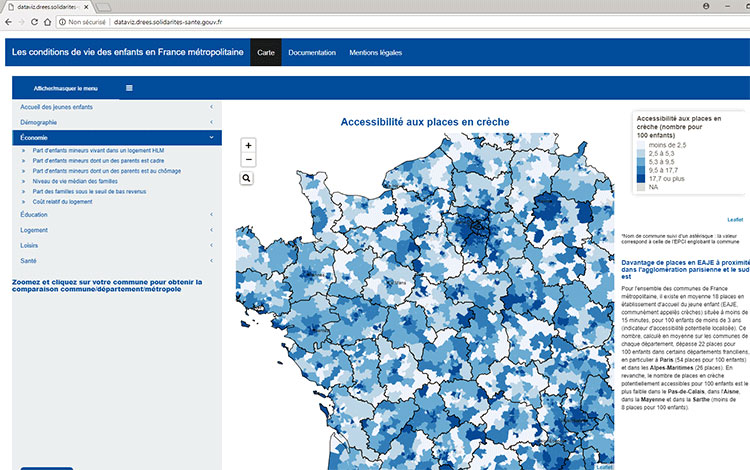 dataviz.drees.solidarites-
Non sécurisé | dataviz.drees.solidarites-sante.gouv.fr
Les conditions de vie des enfants en France métropolitaine
Carte
Documentation
Mentions légales
Afficher/masquer le menu
Accueil des jeunes enfants
Démographie
Économie
» Part d'enfants mineurs vivant dans un logement HLM
» Part d'enfants mineurs dont un des parents est cadre
» Part d'enfants mineurs dont un des parents est au chômage
» Niveau de vie médian des familles
» Part des familles sous le seuil de bas revenus
» Coût relatif du logement
Éducation
Logement
Loisirs
Santé
Zoomez et cliquez sur votre commune pour obtenir la
comparaison commune/département/métropole
Accessibilité aux places en crèche
+
−
Leaflet
Accessibilité aux places en
crèche (nombre pour
100 enfants)
moins de 2,5
2,5 à 5,3
5,3 à 9,5
9,5 à 17,7
17,7 ou plus
NA
Leaflet
*Nom de commune suivi d'un astérisque : la valeur
correspond à celle de l'EPCI englobant la commune
Davantage de places en EAJE à proximité
dans l'agglomération parisienne et le sud
est
Pour l'ensemble des communes de France
métropolitaine, il existe en moyenne 18 places en
établissement d'accueil du jeune enfant (EAJE,
communément appelés crèches) situé à moins de
15 minutes, pour 100 enfants de moins de 3 ans
(indicateur d'accessibilité potentielle localisée). Ce
nombre, calculé en moyenne sur les communes de
chaque département, dépasse 22 places pour
100 enfants dans certains départements franciliens,
en particulier à Paris (54 places pour 100 enfants)
et dans les Alpes-Maritimes (26 places). En
revanche, le nombre de places en crèche
potentiellement accessibles pour 100 enfants est le
plus faible dans le Pas-de-Calais, dans l'Aisne,
dans la Mayenne et dans la Sarthe (moins de
8 places pour 100 enfants).